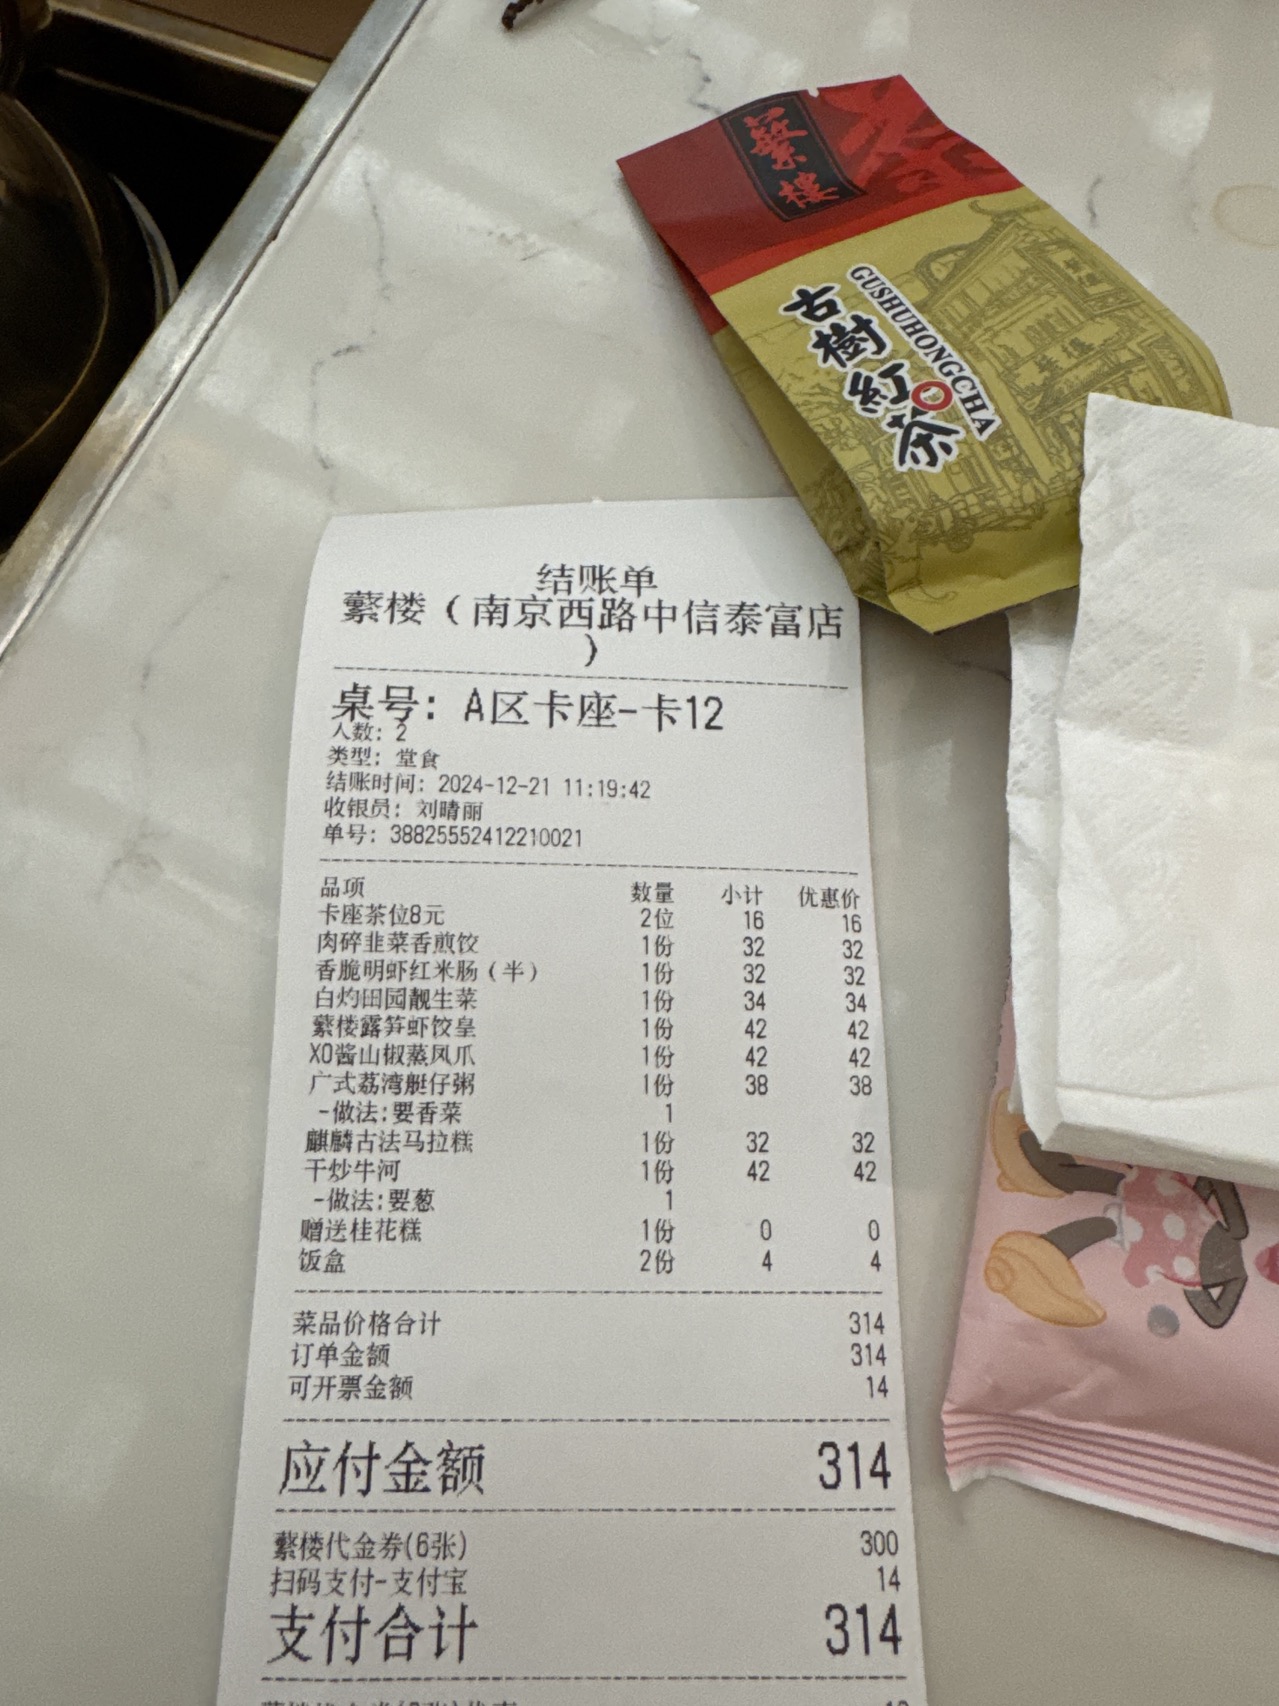 蘩樓
古樹紅茶
GUSHUHONGCHA
结账单
蘩楼（南京西路中信泰富店
）
桌号：A区卡座-卡12
人数：2
类型：堂食
结账时间：2024-12-21 11:19:42
收银员：刘晴丽
单号：38825552412210021
品项 数量 小计 优惠价
卡座茶位8元 2位 16 16
肉碎韭菜香煎饺 1份 32 32
香脆明虾红米肠（半） 1份 32 32
白灼田园靓生菜 1份 34 34
蘩楼露笋虾饺皇 1份 42 42
XO酱山椒蒸凤爪 1份 42 42
广式荔湾艇仔粥 1份 38 38
-做法:要香菜 1
麒麟古法马拉糕 1份 32 32
干炒牛河 1份 42 42
-做法:要葱 1
赠送桂花糕 1份 0 0
饭盒 2份 4 4
菜品价格合计 314
订单金额 314
可开票金额 14
应付金额 314
蘩楼代金券(6张) 300
扫码支付-支付宝 14
支付合计 314